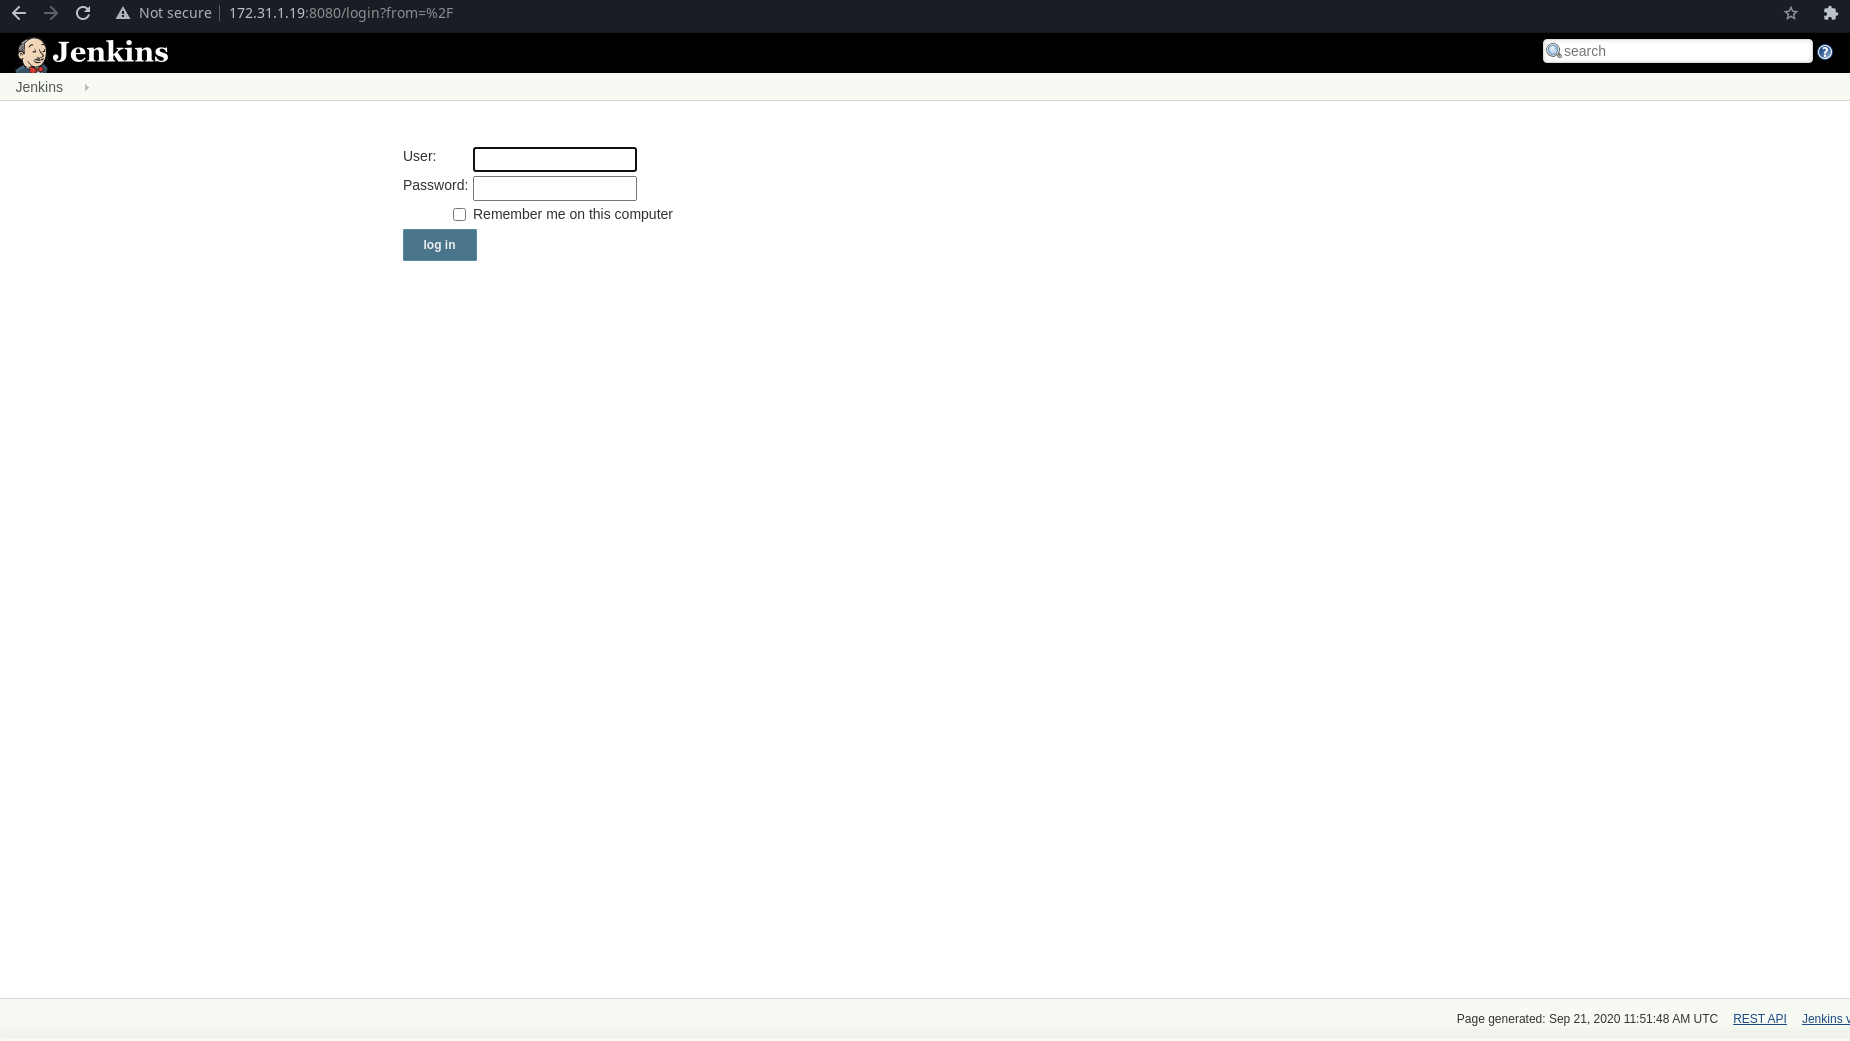 Not secure 172.31.1.19:8080/login?from=%2F
Jenkins search
Jenkins
User:
Password:
Remember me on this computer
log in
Page generated: Sep 21, 2020 11:51:48 AM UTC REST API Jenkins v